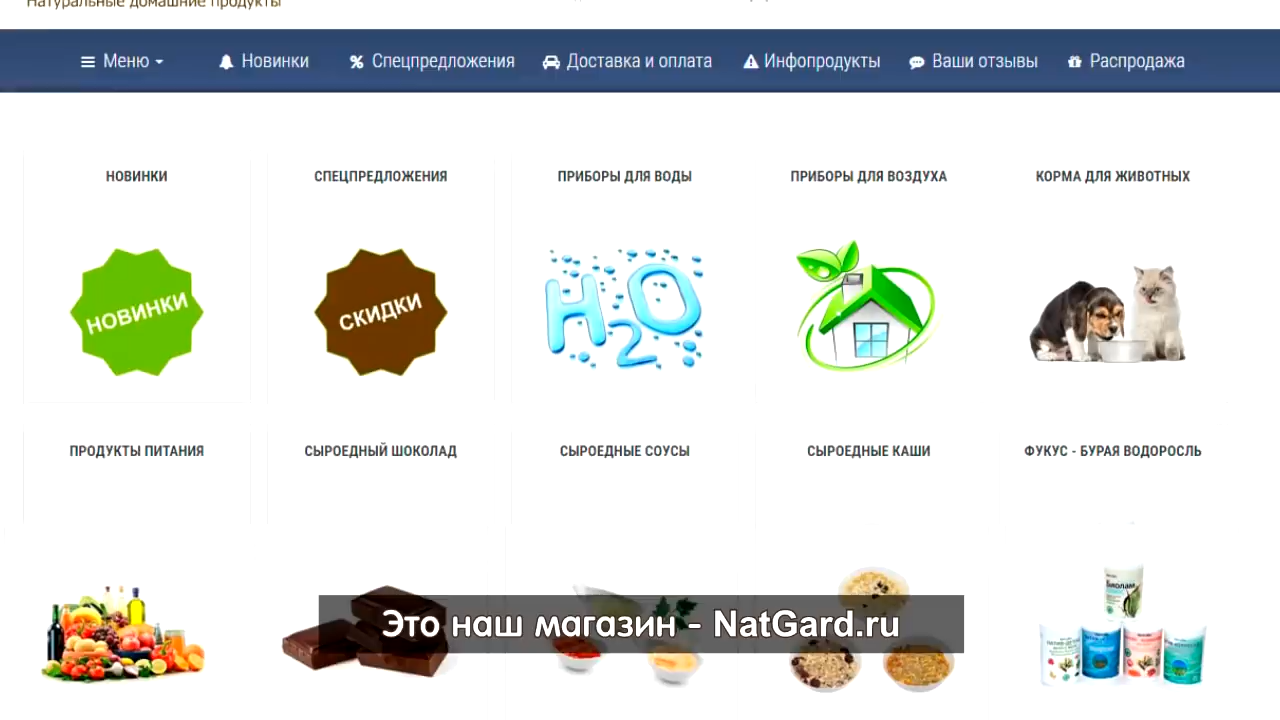 Натуральные домашние продукты
Меню
Новинки
Спецпредложения
Доставка и оплата
Инфопродукты
Ваши отзывы
Распродажа
НОВИНКИ
СПЕЦПРЕДЛОЖЕНИЯ
ПРИБОРЫ ДЛЯ ВОДЫ
ПРИБОРЫ ДЛЯ ВОЗДУХА
КОРМА ДЛЯ ЖИВОТНЫХ
НОВИНКИ
СКИДКИ
H2O
ПРОДУКТЫ ПИТАНИЯ
СЫРОЕДНЫЙ ШОКОЛАД
СЫРОЕДНЫЕ СОУСЫ
СЫРОЕДНЫЕ КАШИ
ФУКУС - БУРАЯ ВОДОРОСЛЬ
Биолам
Это наш магазин - NatGard.ru